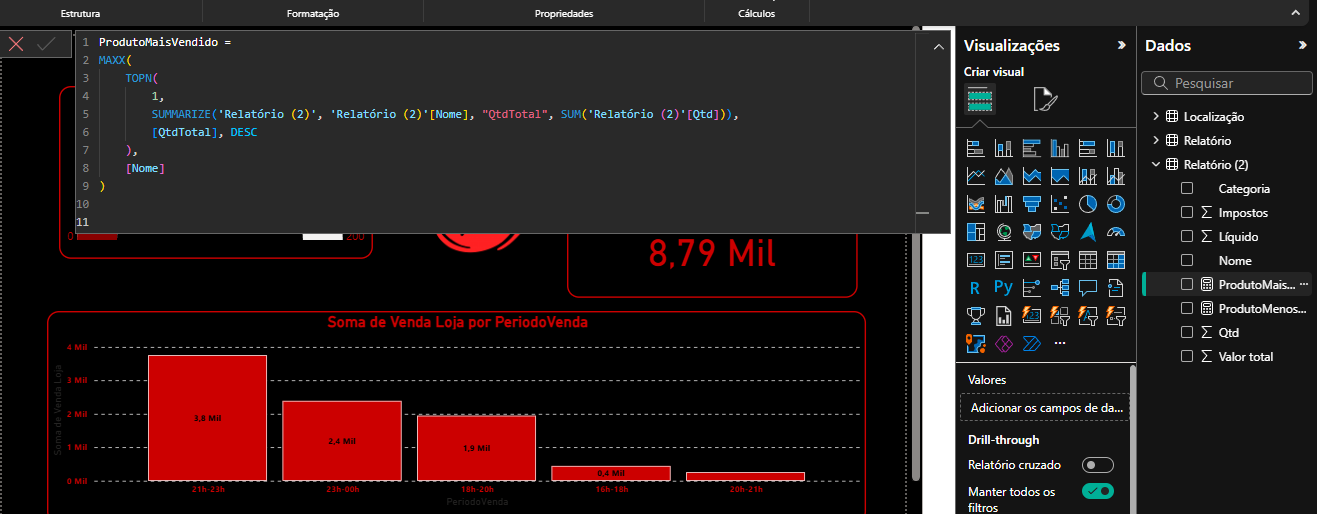 Estrutura
Formatação
Propriedades
Cálculos
1 ProdutoMaisVendido =
2 MAXX(
3 TOPN(
4 1,
5 SUMMARIZE('Relatório (2)', 'Relatório (2)'[Nome], "QtdTotal", SUM('Relatório (2)'[Qtd])),
6 [QtdTotal], DESC
7 ),
8 [Nome]
9 )
10
11
0
200
8,79 Mil
Soma de Venda Loja por PeriodoVenda
Soma de Venda Loja
4 Mil
3 Mil
2 Mil
1 Mil
0 Mil
3,8 Mil
2,4 Mil
1,9 Mil
0,4 Mil
21h-23h
23h-00h
18h-20h
16h-18h
20h-21h
PeriodoVenda
Visualizações
Criar visual
123
R
Py
123
Valores
Adicionar os campos de da...
Drill-through
Relatório cruzado
Manter todos os
filtros
Dados
Pesquisar
Localização
Relatório
Relatório (2)
Categoria
Impostos
Líquido
Nome
ProdutoMais...
ProdutoMenos...
Qtd
Valor total